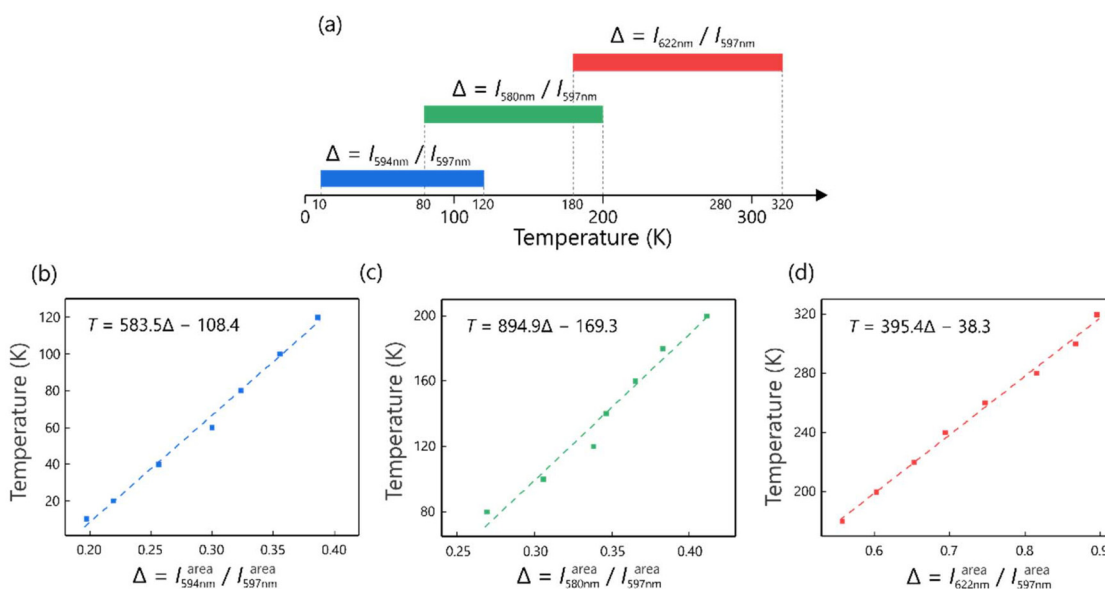 (a)
Δ = I622nm / I597nm
Δ = I580nm / I597nm
Δ = I594nm / I597nm
10 80 120 180 280 320
0 100 200 300
Temperature (K)
(b)
T = 583.5Δ − 108.4
Temperature (K)
120
100
80
60
40
20
0.20 0.25 0.30 0.35 0.40
Δ = I594nm area / I597nm area
(c)
T = 894.9Δ − 169.3
200
160
120
80
Temperature (K)
0.25 0.30 0.35 0.40
Δ = I580nm area / I597nm area
(d)
T = 395.4Δ − 38.3
320
280
240
200
Temperature (K)
0.6 0.7 0.8 0.9
Δ = I622nm area / I597nm area